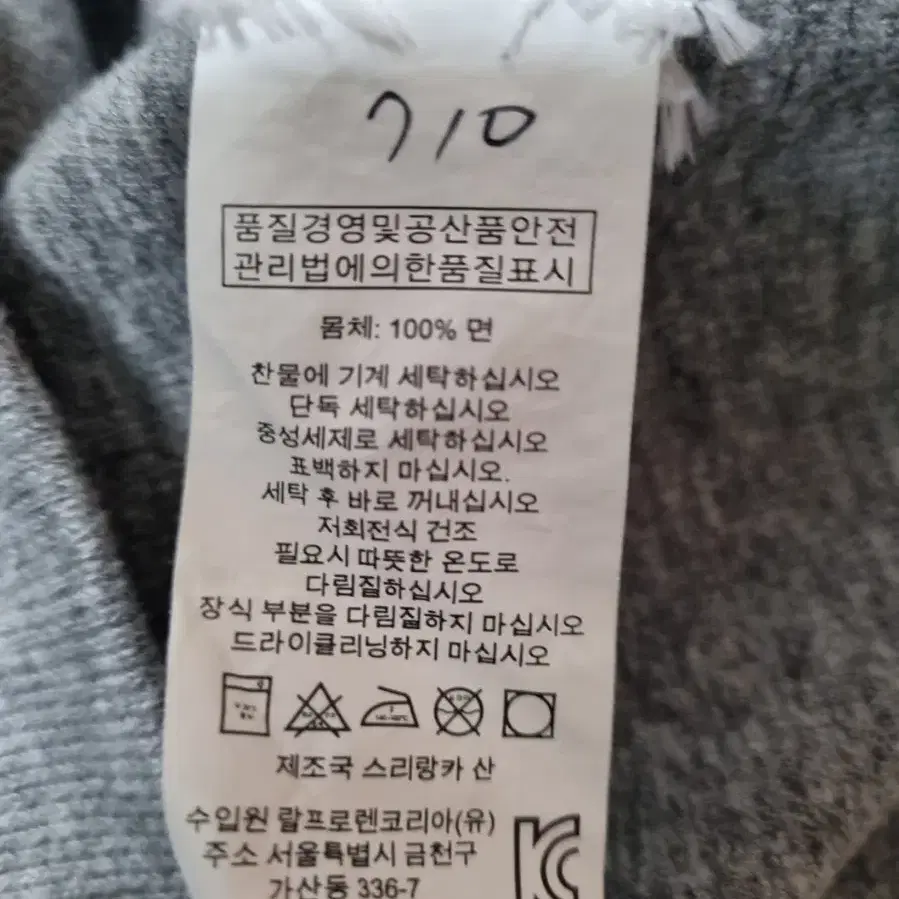 710
품질경영및공산품안전
관리법에의한품질표시
몸체: 100% 면
찬물에 기계 세탁하십시오
단독 세탁하십시오
중성세제로 세탁하십시오
표백하지 마십시오.
세탁 후 바로 꺼내십시오
저회전식 건조
필요시 따뜻한 온도로
다림질하십시오
장식 부분을 다림질하지 마십시오
드라이클리닝하지 마십시오
제조국 스리랑카 산
수입원 랄프로렌코리아(유)
주소 서울특별시 금천구
가산동 336-7